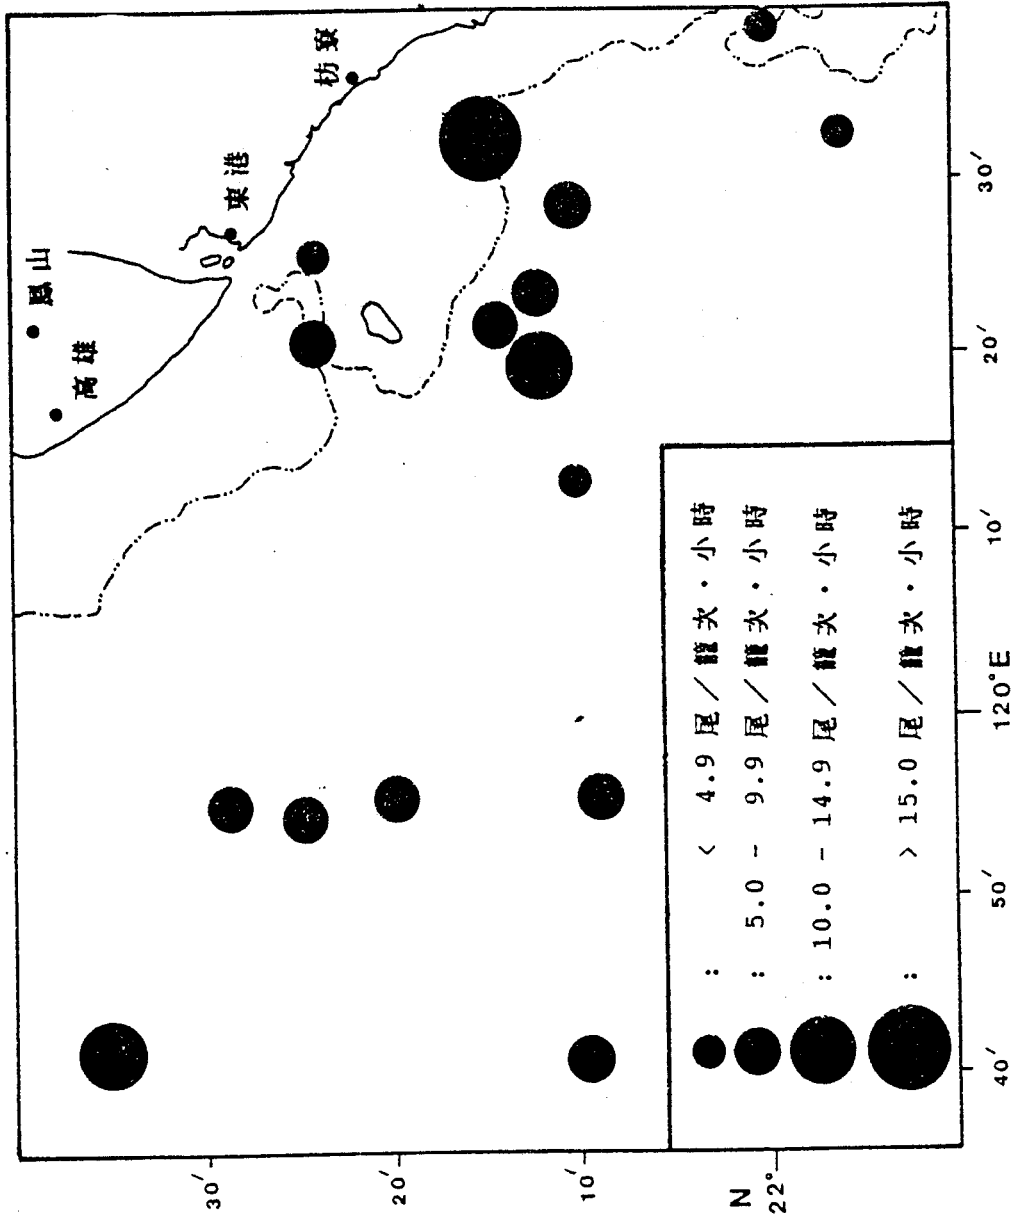 高雄
鳳山
東港
枋寮
: < 4.9 尾/籠次・小時
: 5.0 - 9.9 尾/籠次・小時
: 10.0 - 14.9 尾/籠次・小時
: > 15.0 尾/籠次・小時
30′
20′
10′
N
22°
40′
50′
120°E
10′
20′
30′